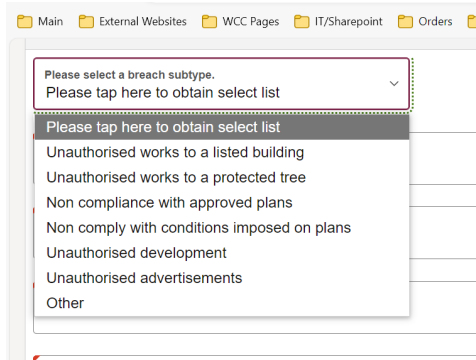 Main External Websites WCC Pages IT/Sharepoint Orders
Please select a breach subtype.
Please tap here to obtain select list
Please tap here to obtain select list
Unauthorised works to a listed building
Unauthorised works to a protected tree
Non compliance with approved plans
Non comply with conditions imposed on plans
Unauthorised development
Unauthorised advertisements
Other